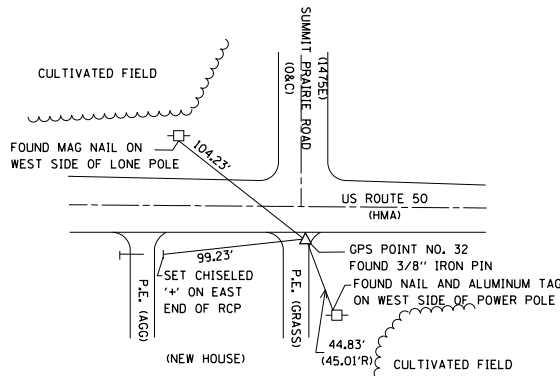 SUMMIT PRAIRIE ROAD
(1475E)
(O&C)
CULTIVATED FIELD
FOUND MAG NAIL ON
WEST SIDE OF LONE POLE
104.23'
US ROUTE 50
(HMA)
99.23'
GPS POINT NO. 32
FOUND 3/8" IRON PIN
FOUND NAIL AND ALUMINUM TAG
ON WEST SIDE OF POWER POLE
SET CHISELED
'+' ON EAST
END OF RCP
P.E. (AGG)
P.E. (GRASS)
(NEW HOUSE)
44.83'
(45.01'R)
CULTIVATED FIELD